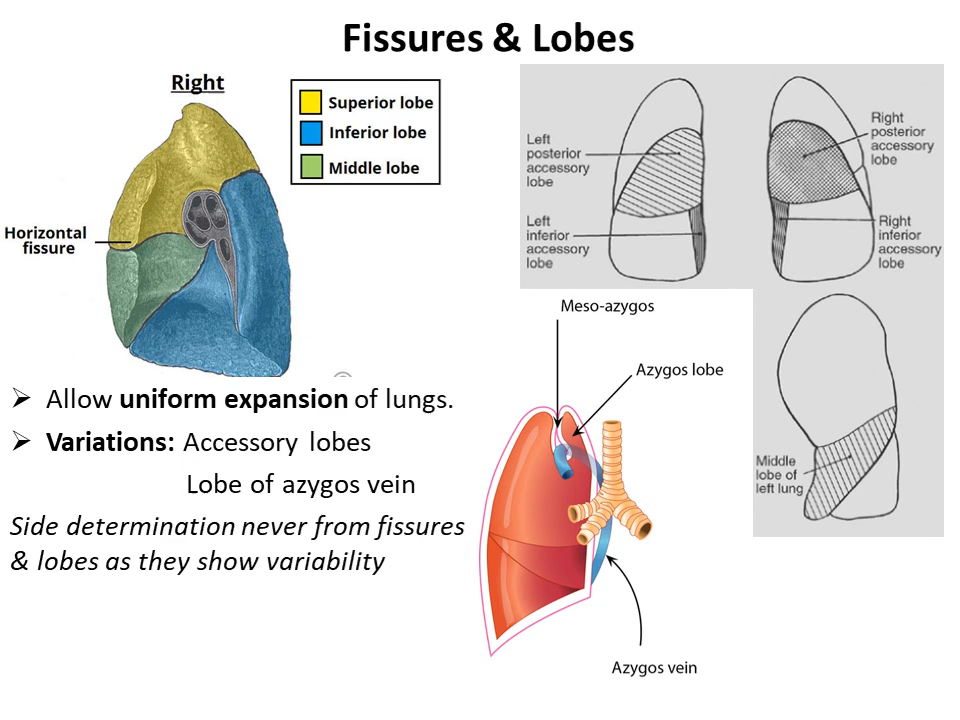 Fissures & Lobes
Right
Superior lobe
Inferior lobe
Middle lobe
Horizontal
fissure
Left
posterior
accessory
lobe
Left
inferior
accessory
lobe
Right
posterior
accessory
lobe
Right
inferior
accessory
lobe
Meso-azygos
Azygos lobe
Middle
lobe of
left lung
Azygos vein
➢ Allow uniform expansion of lungs.
➢ Variations: Accessory lobes
Lobe of azygos vein
Side determination never from fissures
& lobes as they show variability